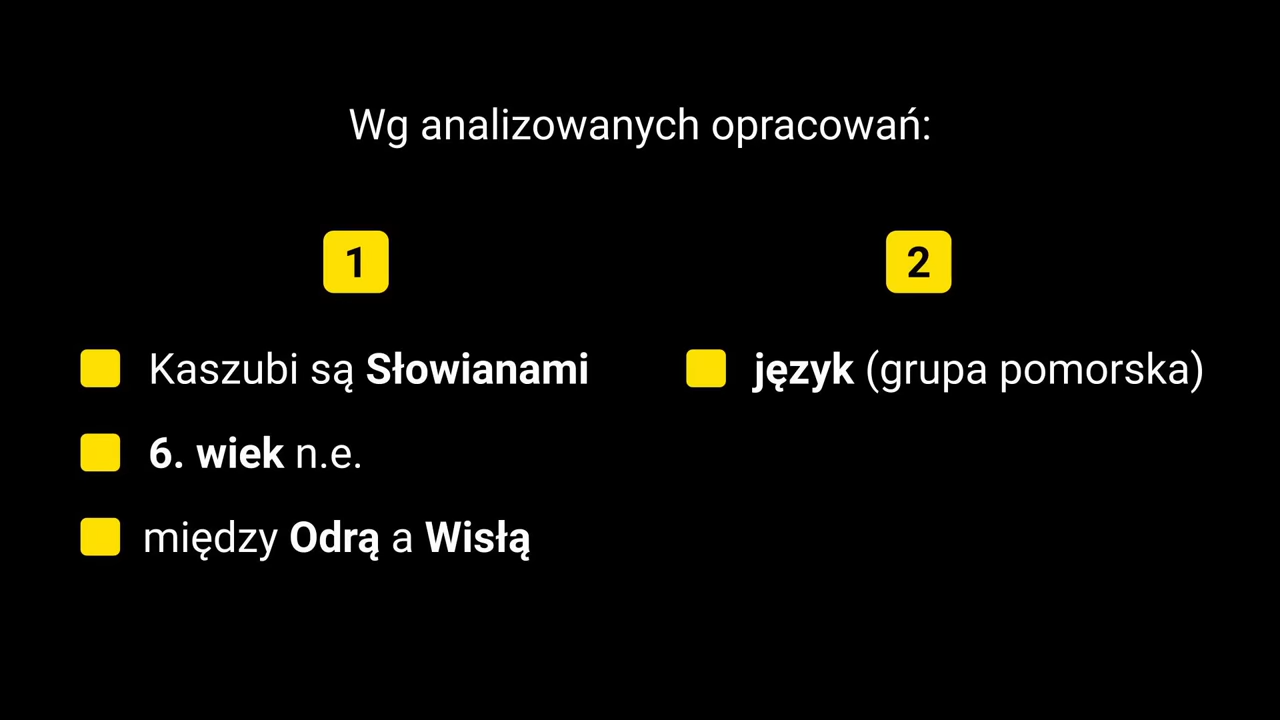 Wg analizowanych opracowań:
1
Kaszubi są Słowianami
6. wiek n.e.
między Odrą a Wisłą
2
język (grupa pomorska)